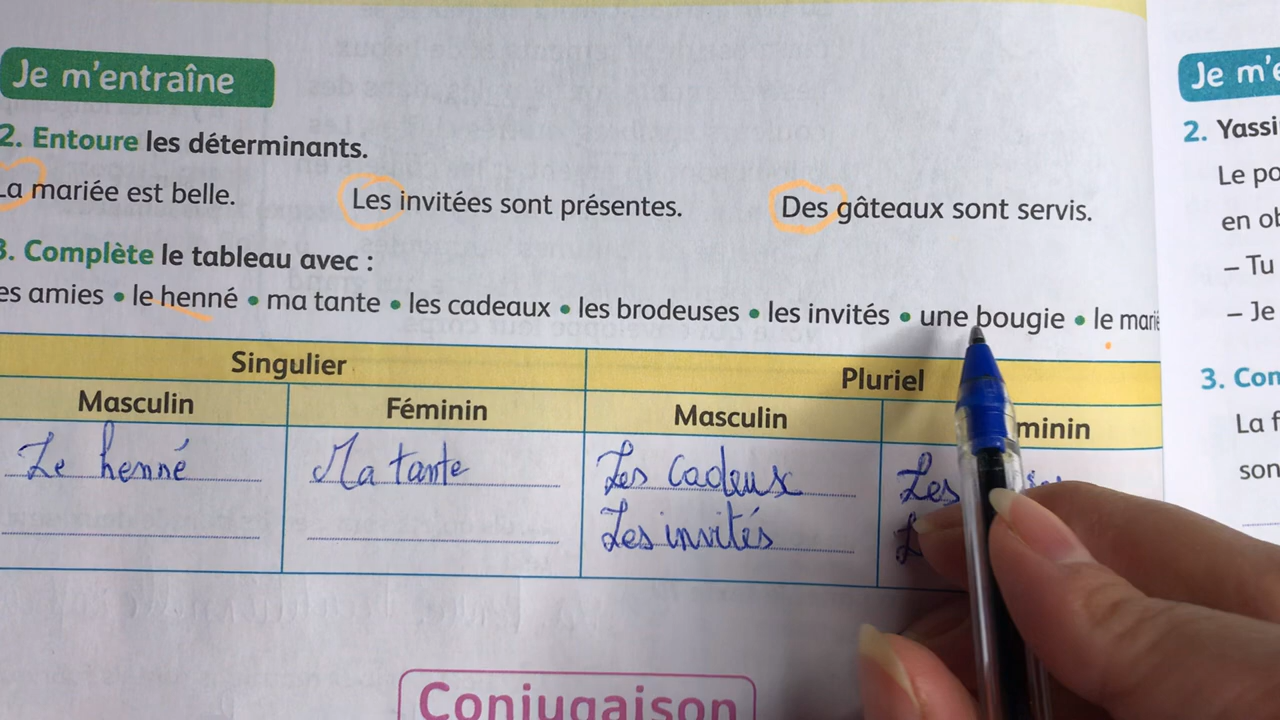 Je m'entraîne
2. Entoure les déterminants.
La mariée est belle. Les invitées sont présentes. Des gâteaux sont servis.
3. Complète le tableau avec :
es amies • le henné • ma tante • les cadeaux • les brodeuses • les invités • une bougie • le marié
Singulier Pluriel
Masculin Féminin Masculin minin
Le henné Ma tante Les cadeux Les
Les invités
Conjugaison
Je m'e
2. Yassi
Le po
en ob
– Tu
– Je
3. Con
La f
son